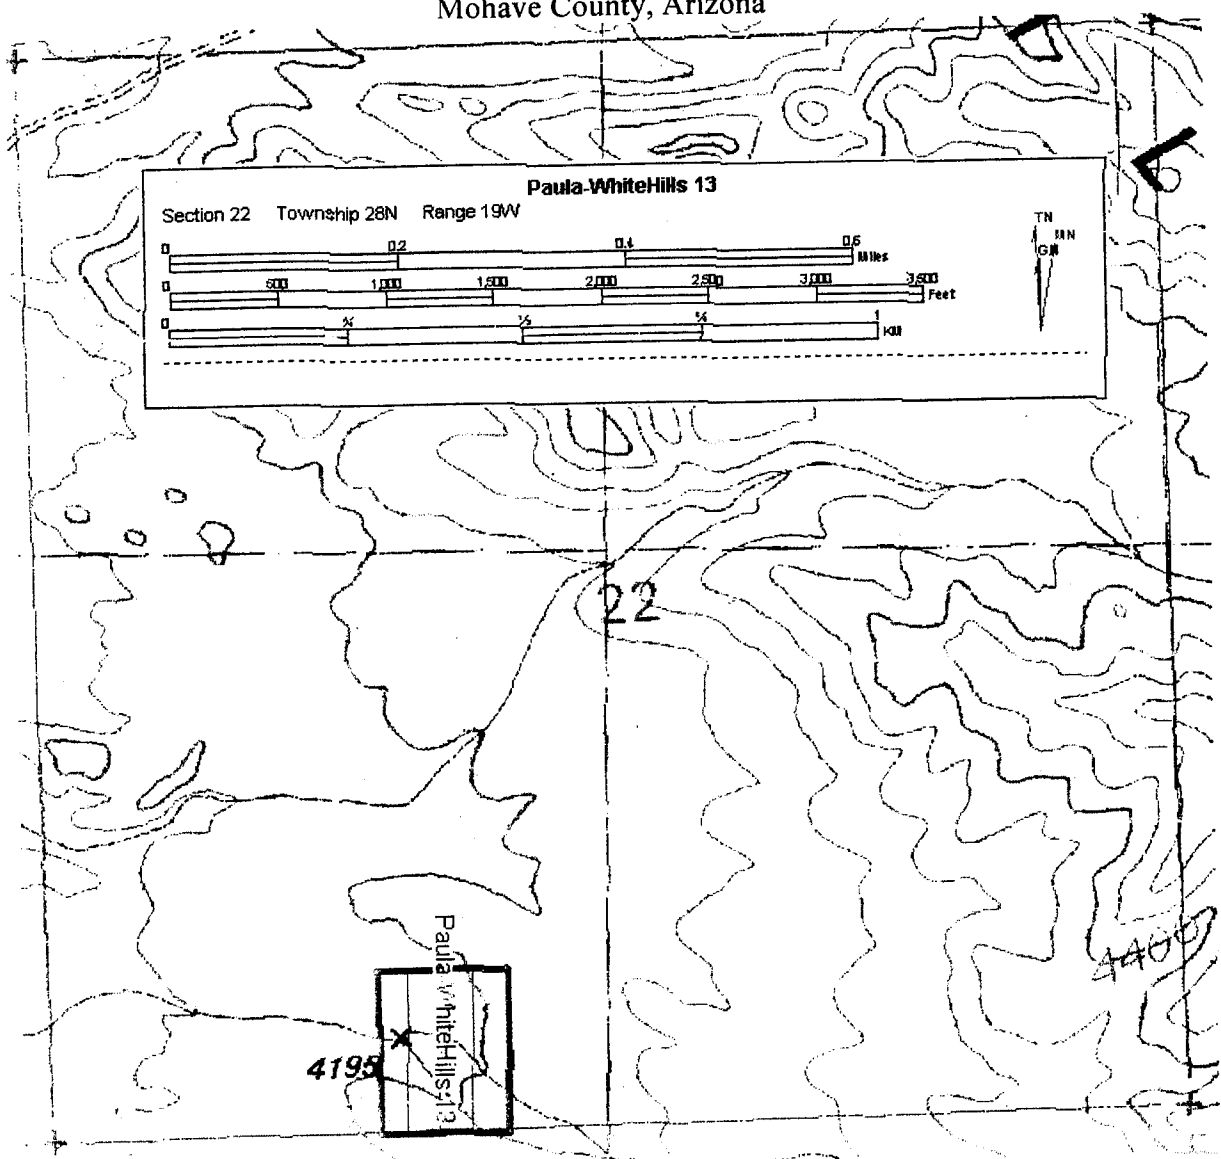 Mohave County, Arizona
Paula-WhiteHills 13
Section 22 Township 28N Range 19W
0 0.2 0.4 0.6 Miles
0 500 1,000 1,500 2,000 2,500 3,000 3,500 Feet
0 ¼ ½ ¾ 1 KM
TN
MN
GN
22
Paula-WhiteHills-13
X
4195
4400